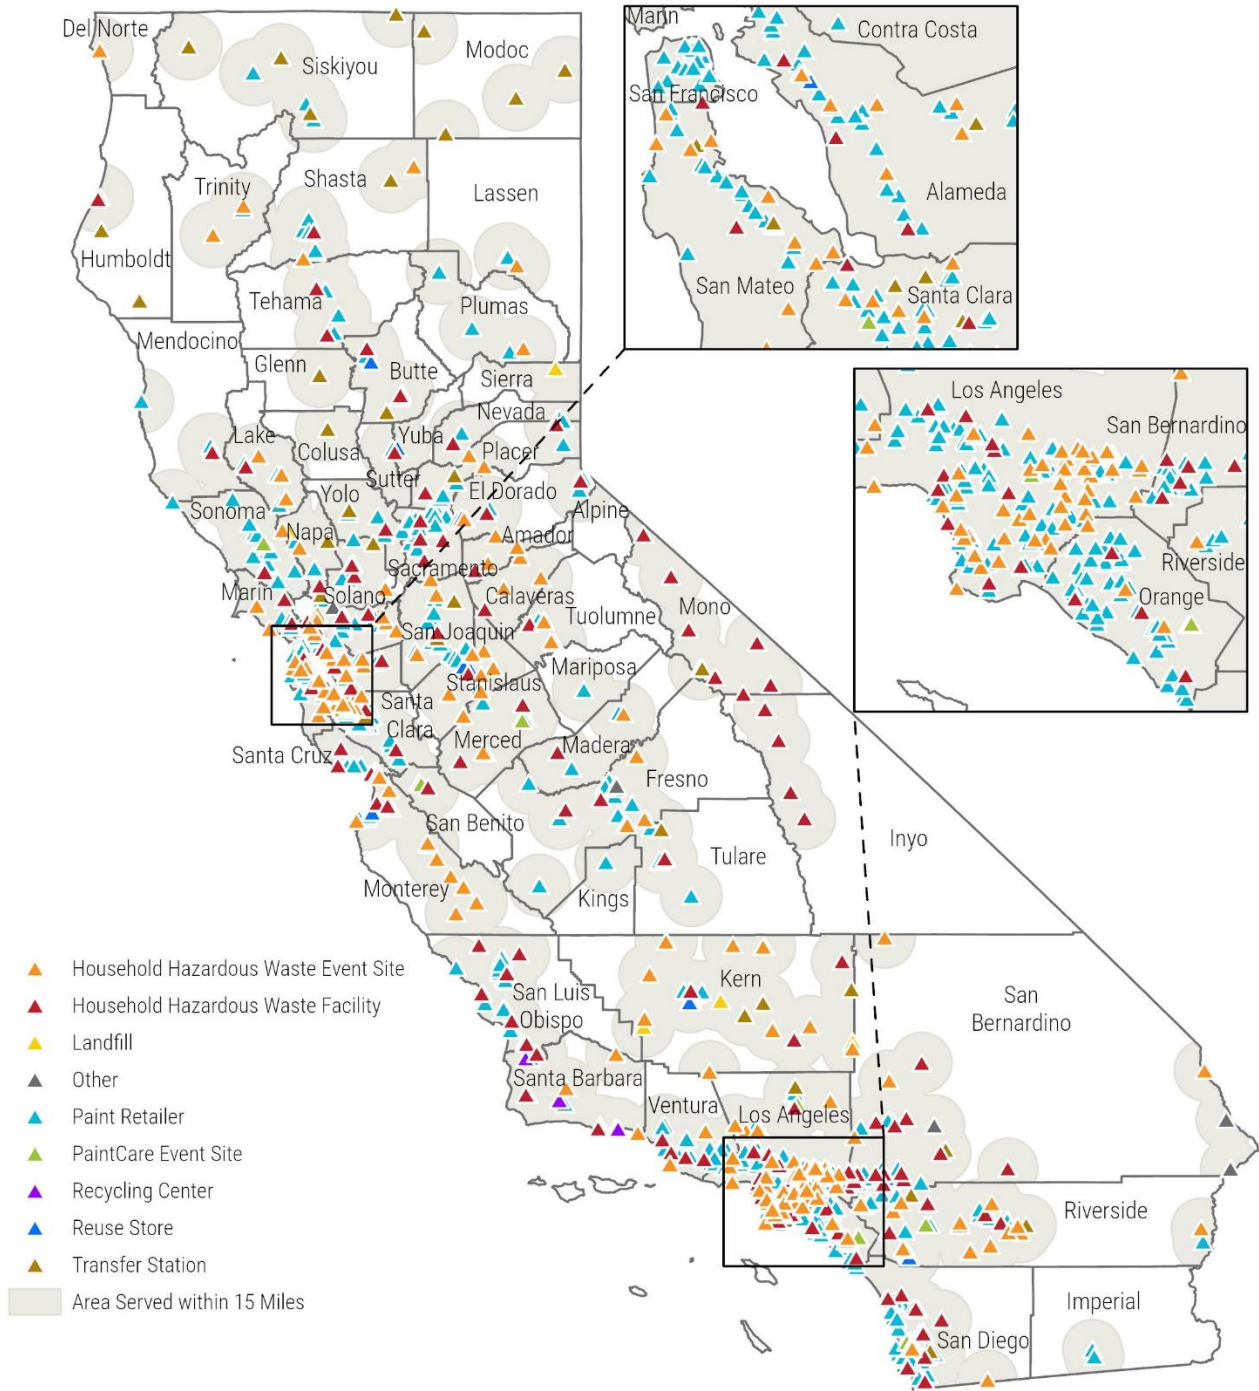 Del Norte
Siskiyou
Modoc
Trinity
Shasta
Lassen
Humboldt
Tehama
Plumas
Mendocino
Glenn
Butte
Sierra
Nevada
Lake
Colusa
Yuba
Placer
Sutter
El Dorado
Yolo
Sonoma
Napa
Alpine
Amador
Sacramento
Marin
Solano
Calaveras
Tuolumne
Mono
San Joaquin
Mariposa
Stanislaus
Santa
Clara
Merced
Madera
Santa Cruz
Fresno
San Benito
Inyo
Tulare
Monterey
Kings
Kern
San Luis
Obispo
San
Bernardino
Santa Barbara
Ventura
Los Angeles
Riverside
San Diego
Imperial
Marin
Contra Costa
San Francisco
Alameda
San Mateo
Santa Clara
Los Angeles
San Bernardino
Riverside
Orange
Household Hazardous Waste Event Site
Household Hazardous Waste Facility
Landfill
Other
Paint Retailer
PaintCare Event Site
Recycling Center
Reuse Store
Transfer Station
Area Served within 15 Miles